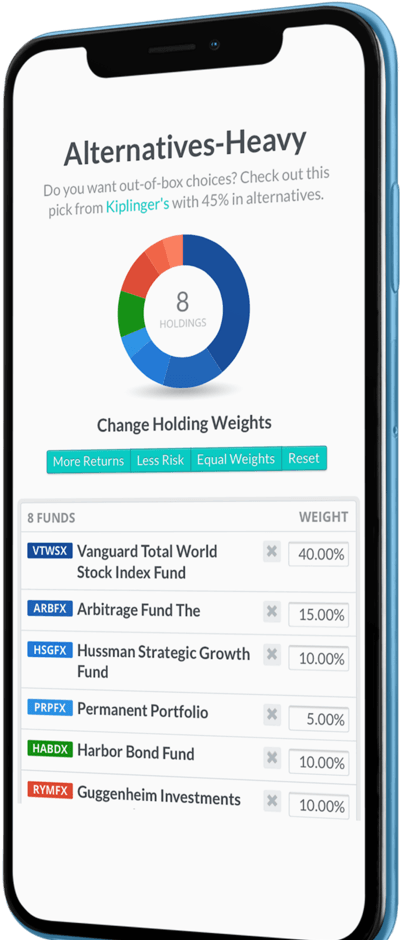 Alternatives-Heavy
Do you want out-of-box choices? Check out this
pick from Kiplinger's with 45% in alternatives.
8
HOLDINGS
Change Holding Weights
More Returns Less Risk Equal Weights Reset
8 FUNDS WEIGHT
VTWSX Vanguard Total World
Stock Index Fund
✖ 40.00%
ARBFX Arbitrage Fund The ✖ 15.00%
HSGFX Hussman Strategic Growth
Fund
✖ 10.00%
PRPFX Permanent Portfolio ✖ 5.00%
HABDX Harbor Bond Fund ✖ 10.00%
RYMFX Guggenheim Investments ✖ 10.00%